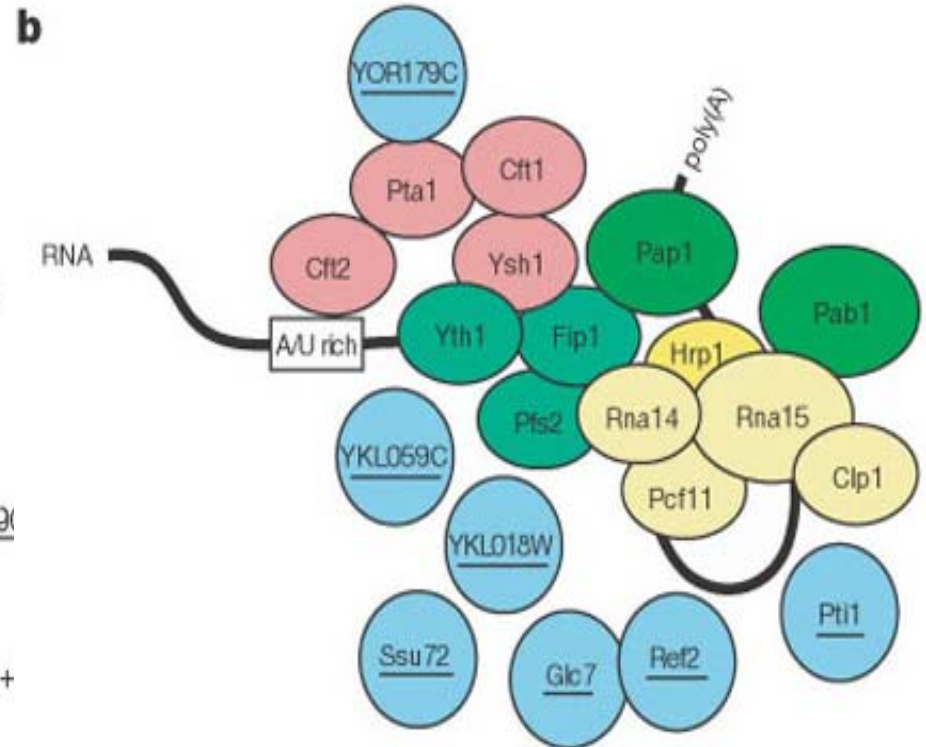 b
YOR179C
poly(A)
Cft1
Pta1
RNA
Cft2
Ysh1
Pap1
Pab1
A/U rich
Yth1
Fip1
Hrp1
Pfs2
Rna14
Rna15
YKL059C
Clp1
Pcf11
YKL018W
Pti1
Ssu72
Glc7
Ref2
+